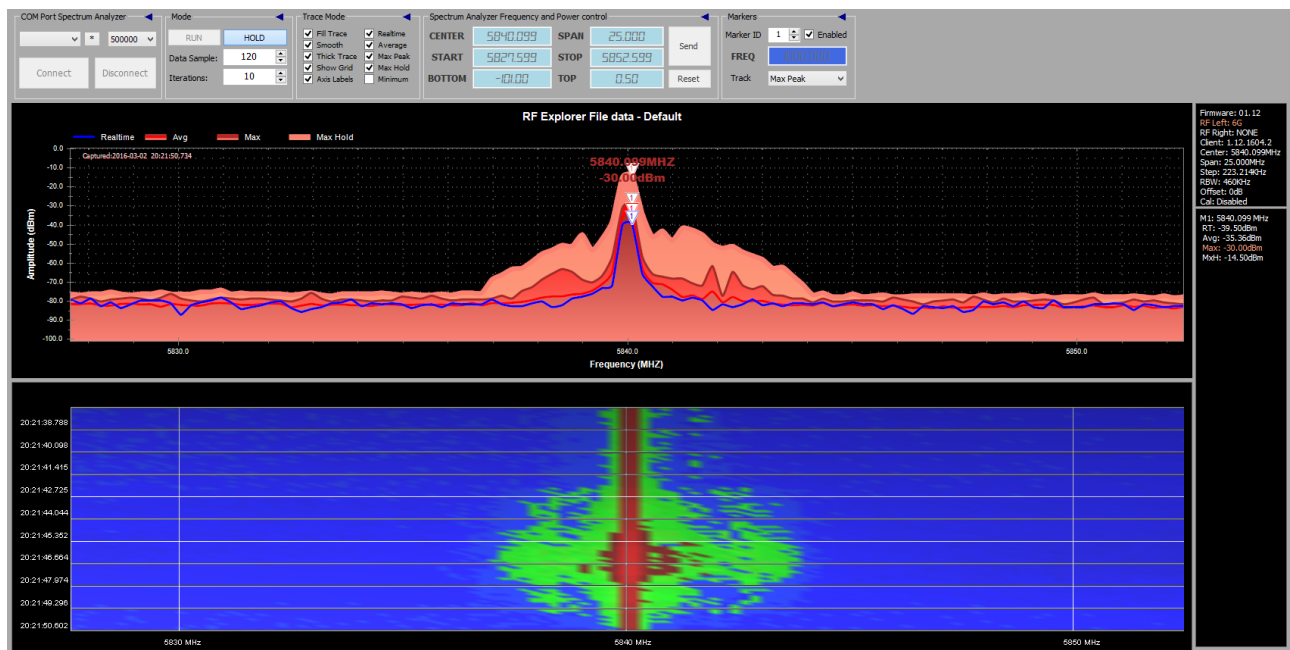 COM Port Spectrum Analyzer
Mode
Trace Mode
Spectrum Analyzer Frequency and Power control
Markers
* 500000
RUN HOLD
Data Sample: 120
Iterations: 10
Connect Disconnect
Fill Trace Realtime
Smooth Average
Thick Trace Max Peak
Show Grid Max Hold
Axis Labels Minimum
CENTER 5840.099 SPAN 25.000
START 5827.599 STOP 5852.599
BOTTOM -101.00 TOP 0.50
Send
Reset
Marker ID 1 Enabled
FREQ
Track Max Peak
RF Explorer File data - Default
Realtime Avg Max Max Hold
Captured:2016-03-02 20:21:50.734
5840.099MHZ
-30.00dBm
1
1
1
Amplitude (dBm)
0.0
-10.0
-20.0
-30.0
-40.0
-50.0
-60.0
-70.0
-80.0
-90.0
-100.0
5830.0 5840.0 5850.0
Frequency (MHZ)
Firmware: 01.12
RF Left: 6G
RF Right: NONE
Client: 1.12.1604.2
Center: 5840.099MHz
Span: 25.000MHz
Step: 223.214KHz
RBW: 460KHz
Offset: 0dB
Cal: Disabled
M1: 5840.099 MHz
RT: -39.50dBm
Avg: -35.36dBm
Max: -30.00dBm
MxH: -14.50dBm
20:21:38.788
20:21:40.098
20:21:41.415
20:21:42.725
20:21:44.044
20:21:45.352
20:21:46.664
20:21:47.974
20:21:49.296
20:21:50.602
5830 MHz 5840 MHz 5850 MHz